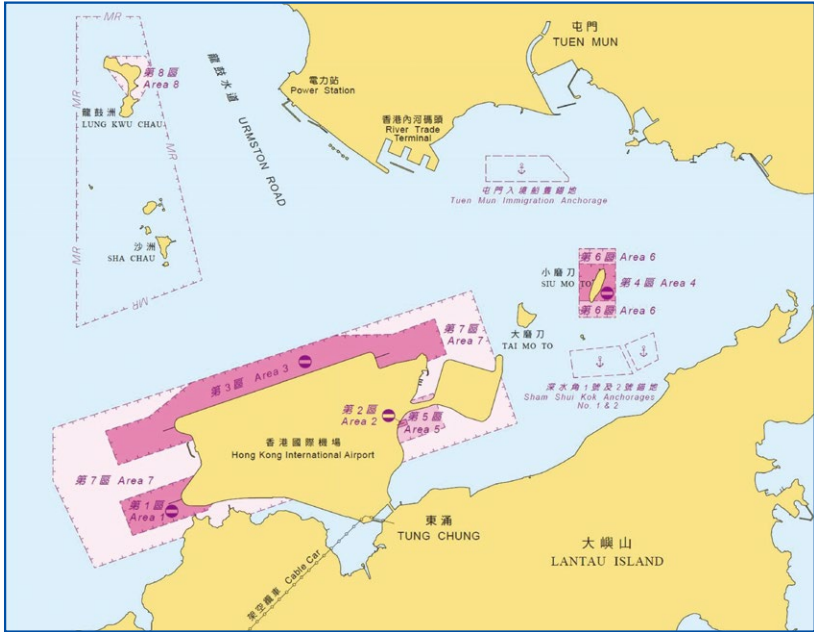 MR
第 8 區
Area 8
MR
MR
MR
龍鼓洲
LUNG KWU CHAU
沙洲
SHA CHAU
龍鼓水道 URMSTON ROAD
電力站
Power Station
香港內河碼頭
River Trade
Terminal
屯門
TUEN MUN
屯門入境船隻錨地
Tuen Mun Immigration Anchorage
第 6 區 Area 6
小磨刀
SIU MO TO
第 4 區 Area 4
第 6 區 Area 6
大磨刀
TAI MO TO
深水角1號及2號錨地
Sham Shui Kok Anchorages
No. 1 & 2
第 7 區
Area 7
第 3 區 Area 3
第 2 區
Area 2
第 5 區
Area 5
香港國際機場
Hong Kong International Airport
第 7 區 Area 7
第 1 區
Area 1
東涌
TUNG CHUNG
架空纜車 Cable Car
大嶼山
LANTAU ISLAND